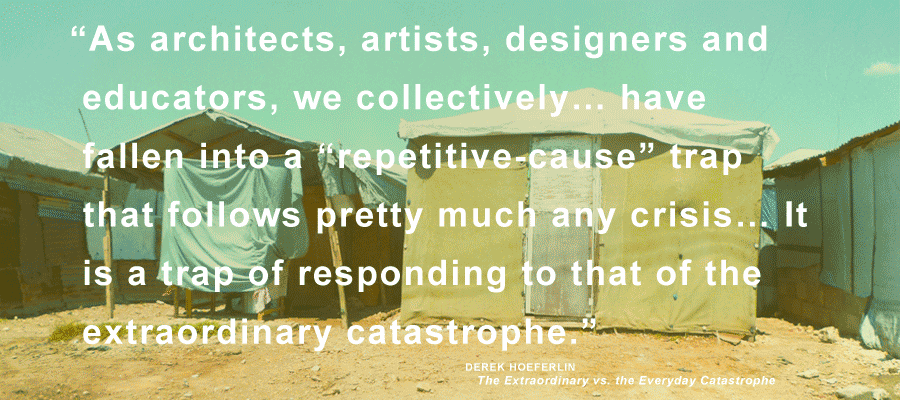 “As architects, artists, designers and
educators, we collectively... have
fallen into a “repetitive-cause” trap
that follows pretty much any crisis... It
is a trap of responding to that of the
extraordinary catastrophe.”
DEREK HOEFERLIN
The Extraordinary vs. the Everyday Catastrophe